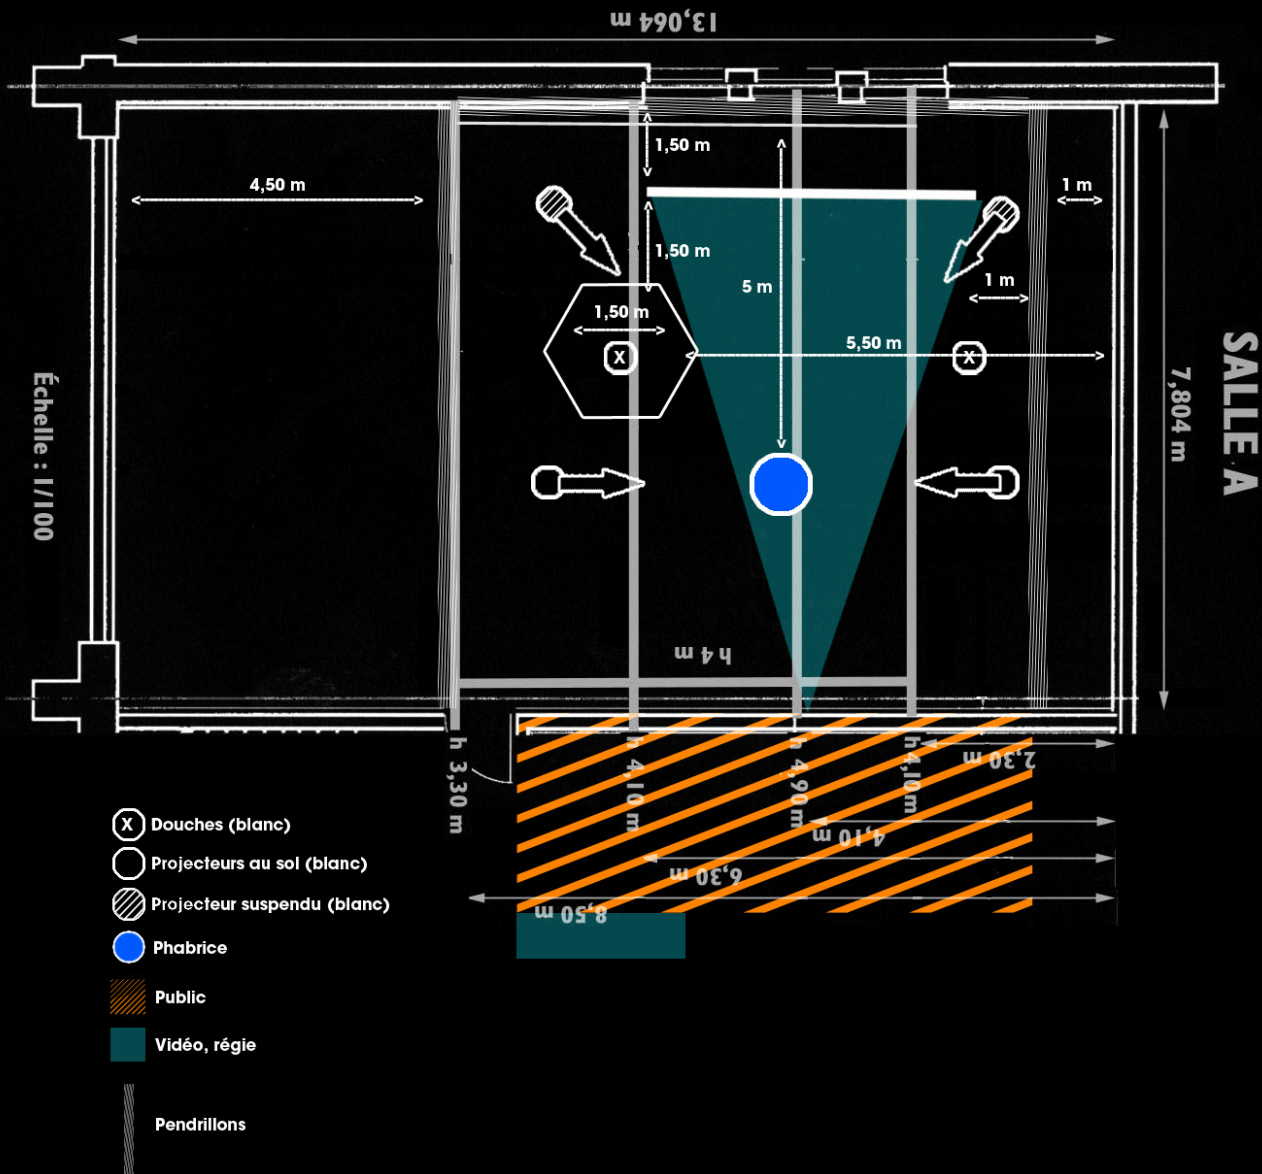 13,064 m
1,50 m
4,50 m
1 m
1,50 m
1 m
5 m
1,50 m
X
5,50 m
X
SALLE A
7,804 m
Échelle : 1/100
h 4 m
h 3,30 m
h 4,10 m
h 4,90 m
h 4,10 m
2,30 m
4,10 m
6,30 m
8,50 m
X Douches (blanc)
Projecteurs au sol (blanc)
Projecteur suspendu (blanc)
Phabrice
Public
Vidéo, régie
Pendrillons